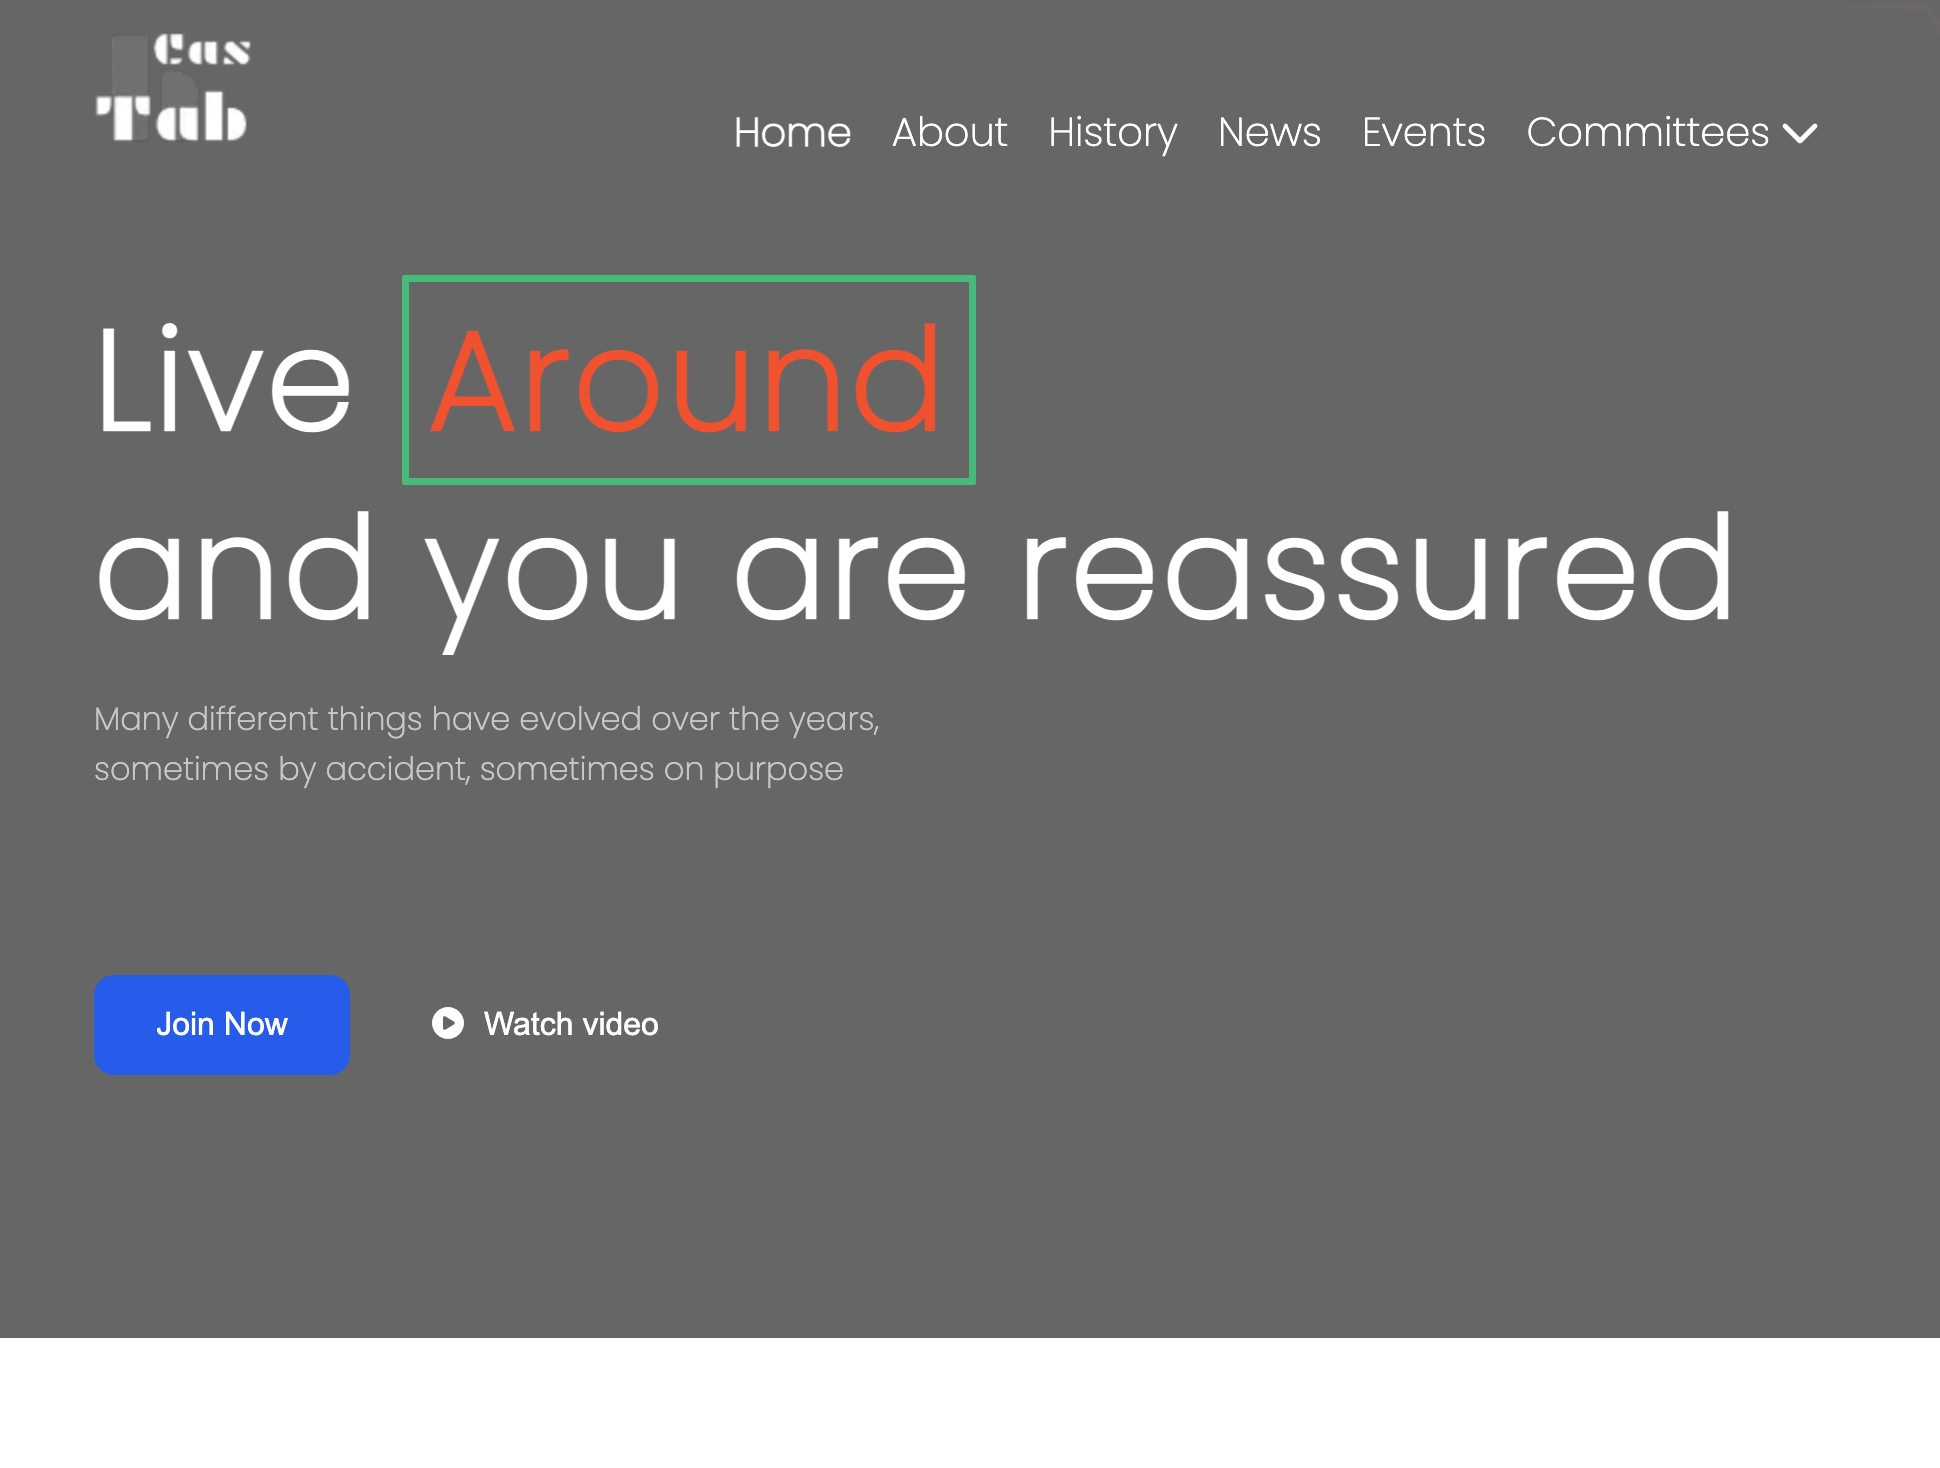 Cas
Tab
Home About History News Events Committees
Live Around
and you are reassured
Many different things have evolved over the years,
sometimes by accident, sometimes on purpose
Join Now Watch video